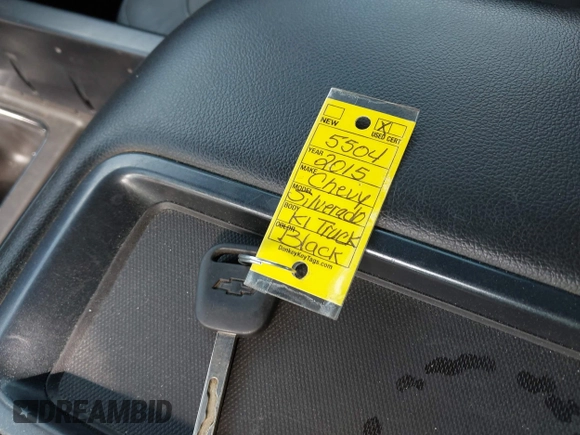 NEW X USED CERT
5504
YEAR 2015
MAKE Chevy
MODEL Silverado
BODY K1 Truck
COLOR Black
DonkeyKeyTags.com
DREAMBID